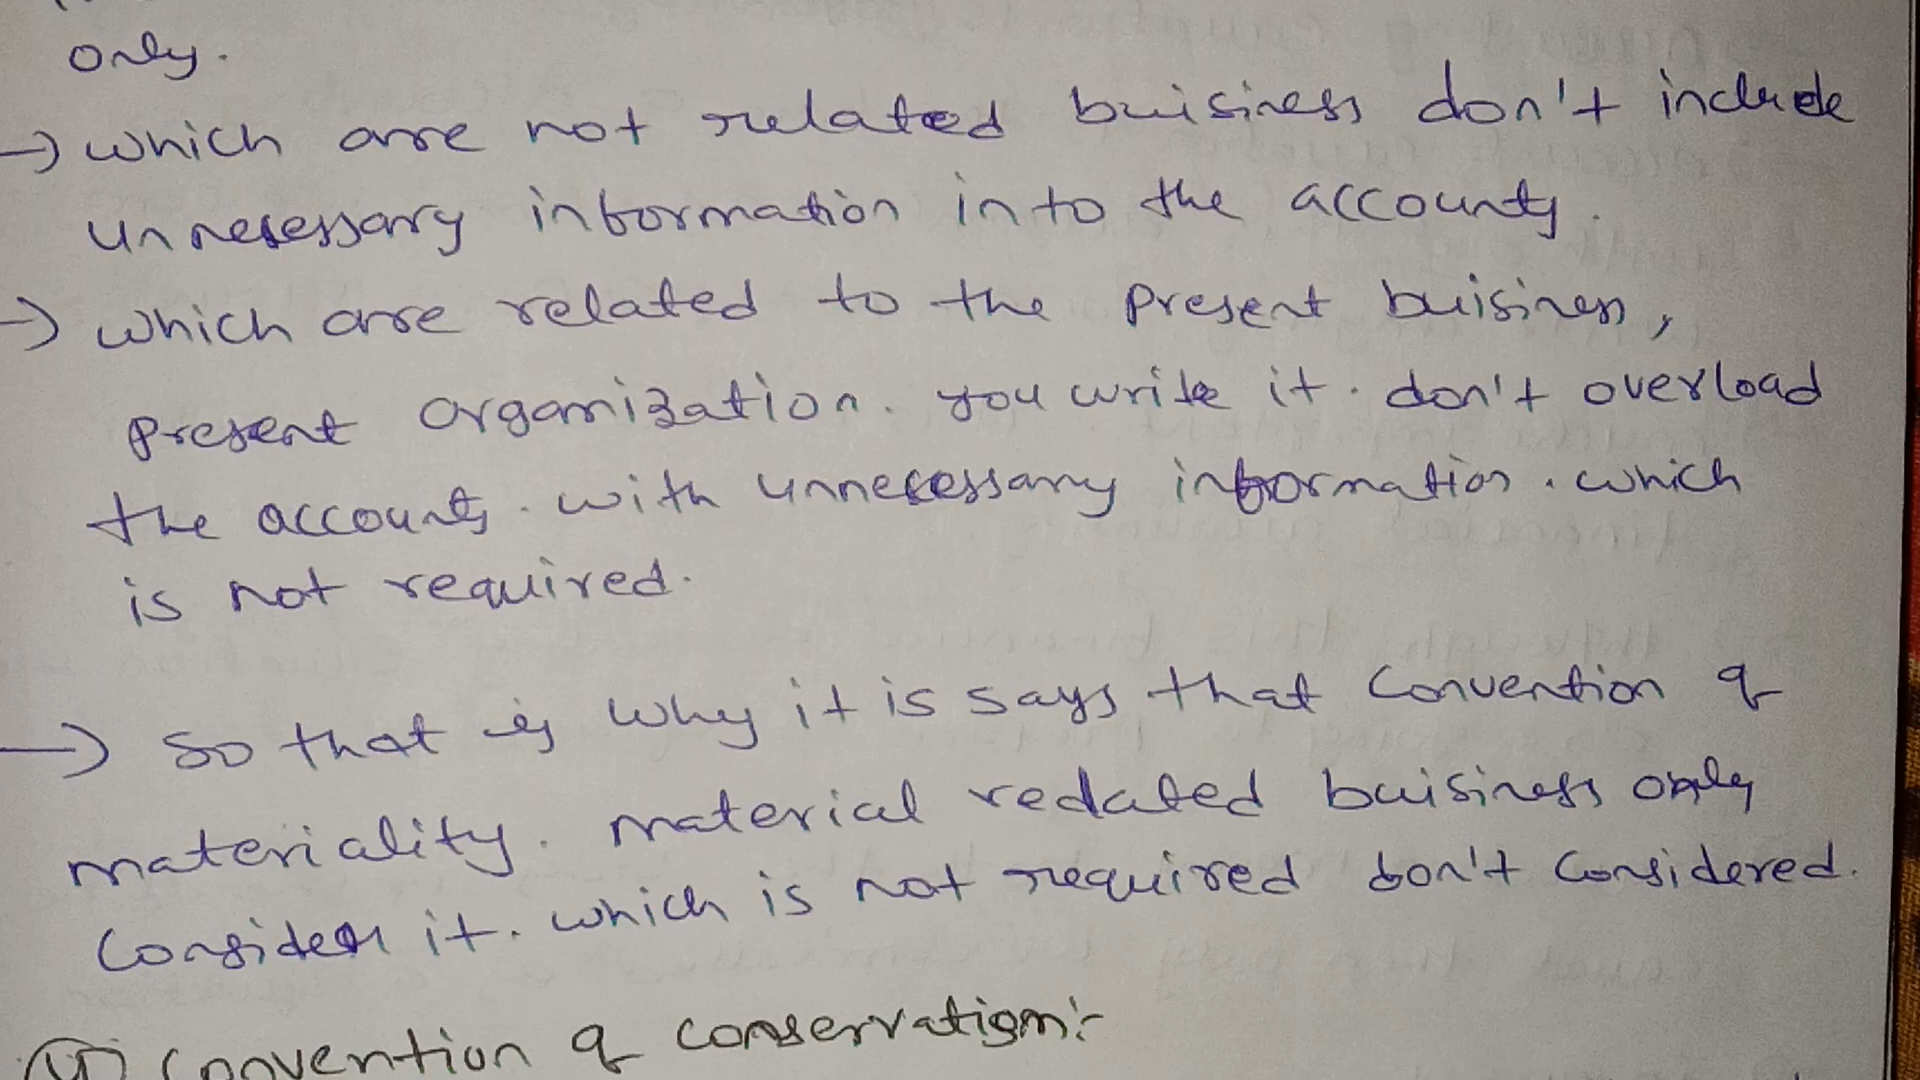 only.
→ which are not related buisiness don't include
unnesessary information into the accounts.
→ which are related to the present buisiness,
present organization. you write it. don't overload
the accounts. with unnecessary information. which
is not required.
→ so that is why it is says that convention of
materiality. material redated buisiness only
consider it. which is not required don't considered.
convention of conservatism:-